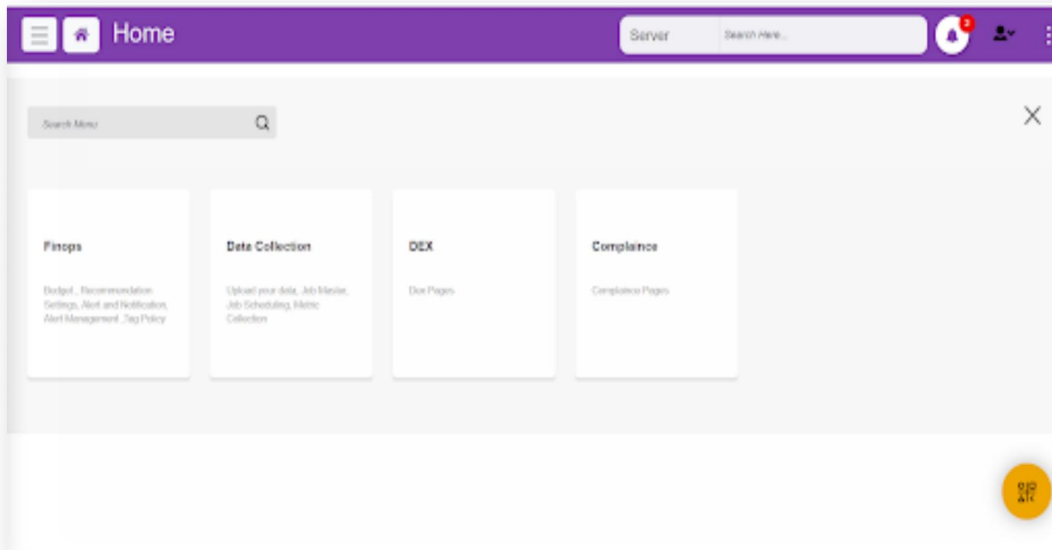 Home
Server
Search Here...
3
Search Menu
Finops
Budget , Recommendation
Settings, Alert and Notification,
Alert Management ,Tag Policy
Data Collection
Upload your data, Job Master,
Job Scheduling, Metric
Collection
DEX
Dex Pages
Complaince
Complaince Pages